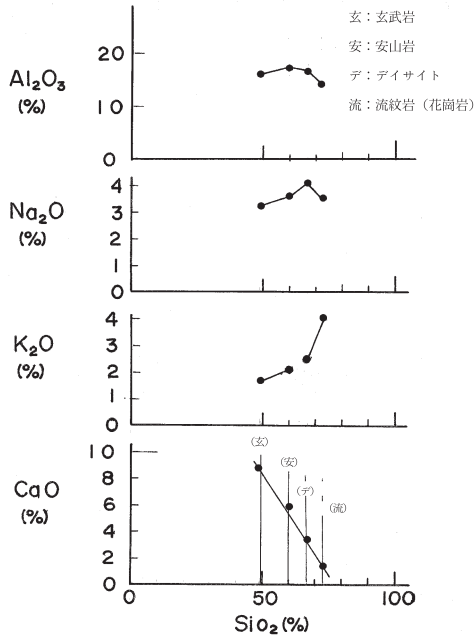 玄：玄武岩
安：安山岩
デ：デイサイト
流：流紋岩（花崗岩）
Al₂O₃
(%)
20
10
0
Na₂O
(%)
4
3
2
1
0
K₂O
(%)
4
3
2
1
0
CaO
(%)
10
8
6
4
2
0
(玄)
(安)
(デ)
(流)
0 50 100
SiO₂(%)